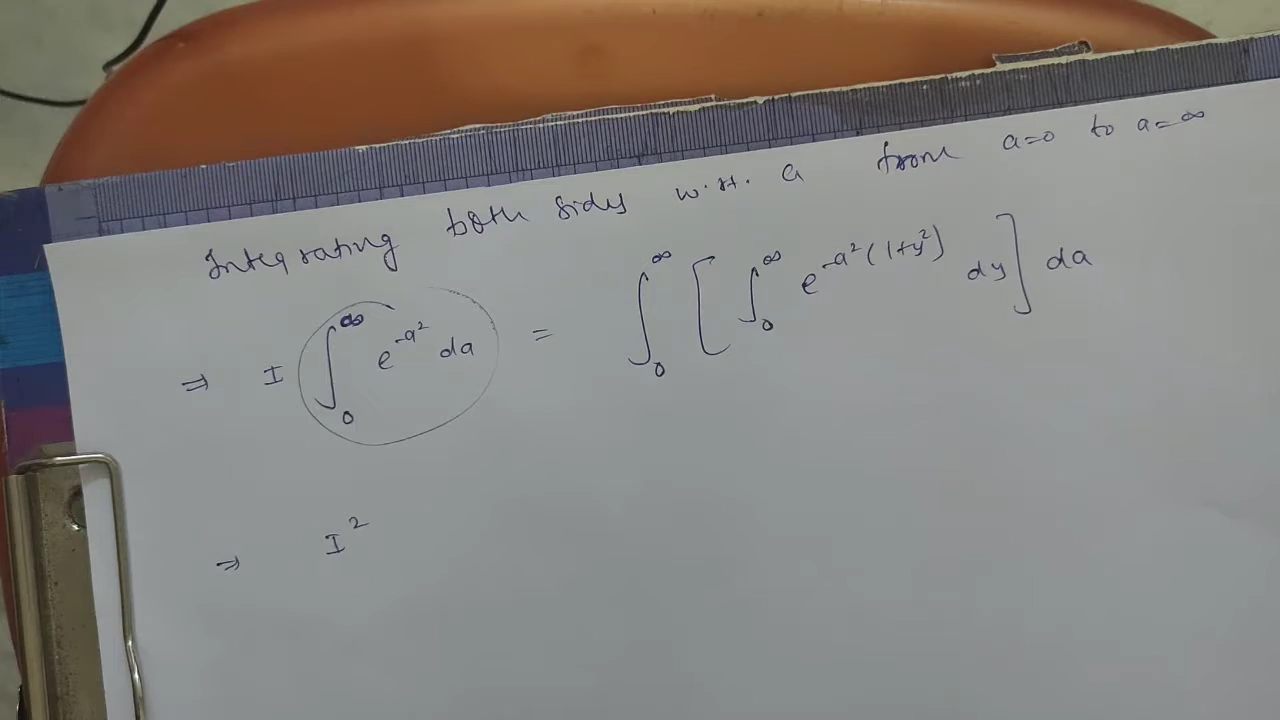 Integrating both sides w.r.t. a from a=0 to a=∞
⇒ I ∫₀^∞ e^{-a²} da = ∫₀^∞ [ ∫₀^∞ e^{-a²(1+y²)} dy ] da
⇒ I²